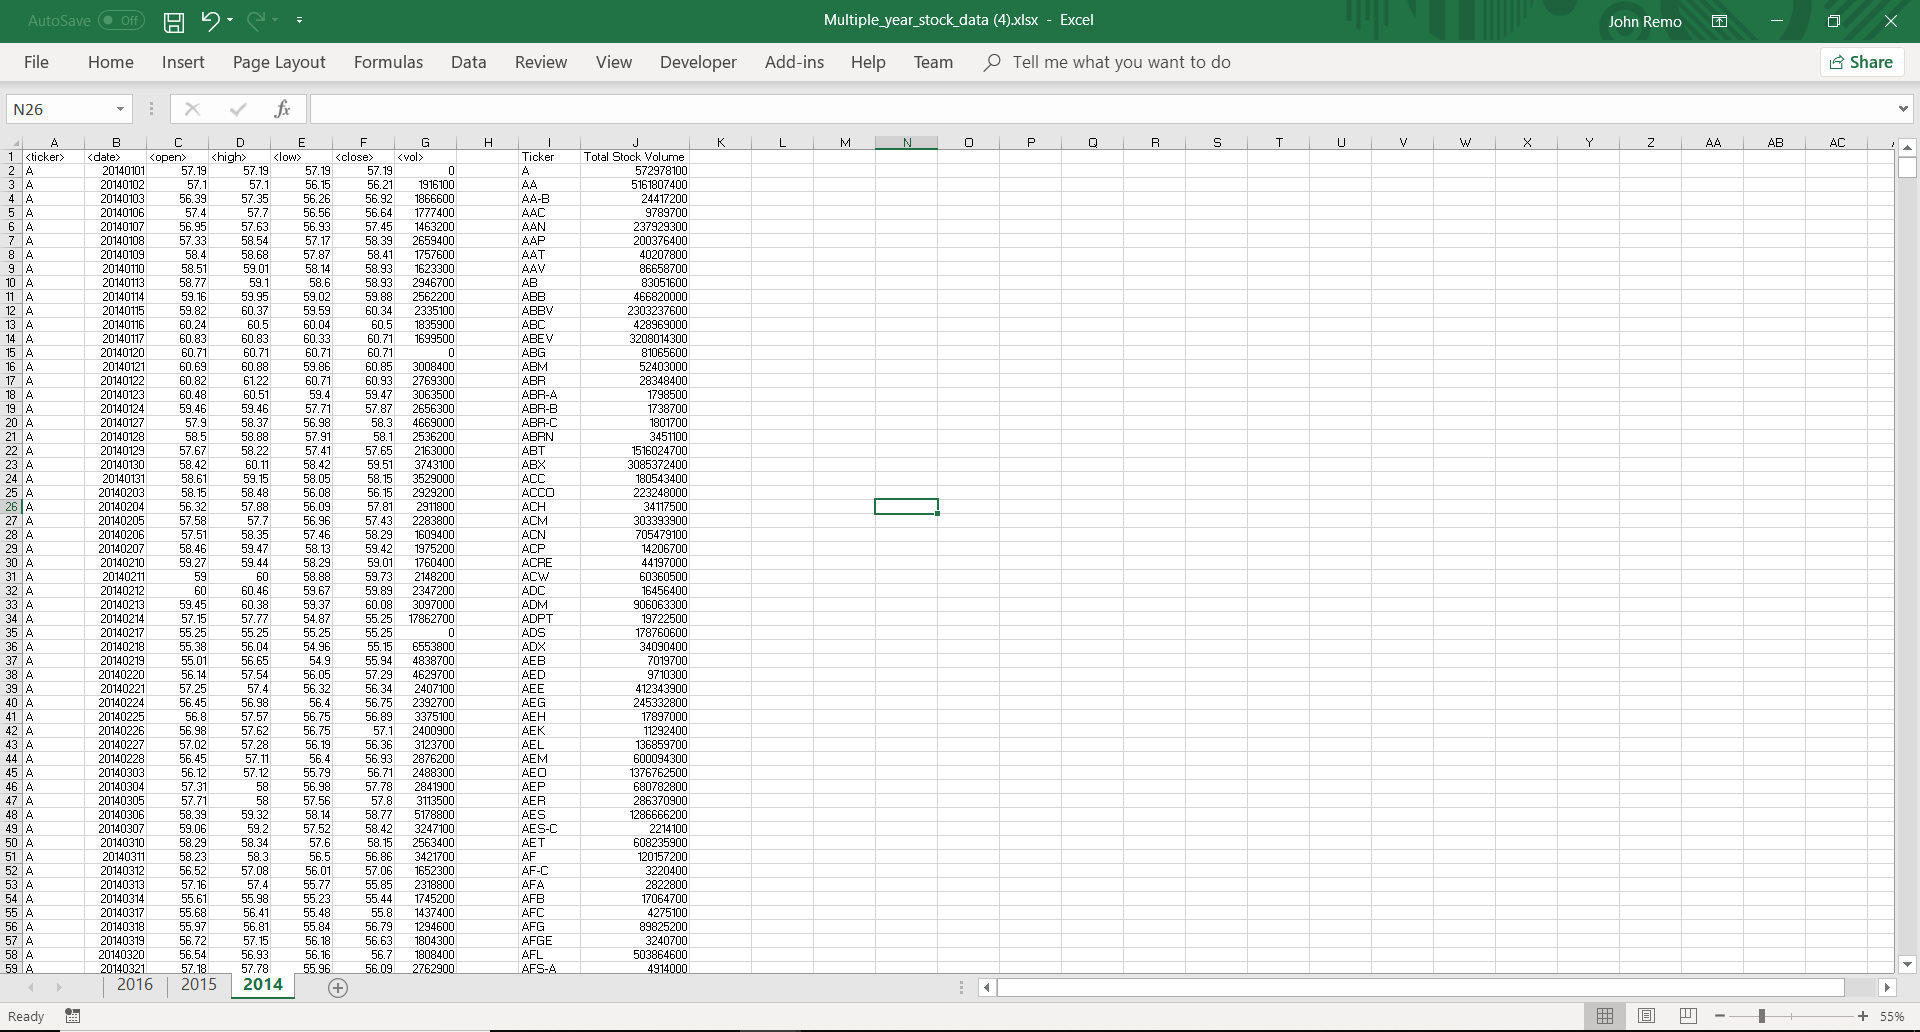 AutoSave Off Multiple_year_stock_data (4).xlsx - Excel John Remo
File Home Insert Page Layout Formulas Data Review View Developer Add-ins Help Team Tell me what you want to do Share
N26 fx
A B C D E F G H I J K L M N O P Q R S T U V W X Y Z AA AB AC
1 <ticker> <date> <open> <high> <low> <close> <vol> Ticker Total Stock Volume
2 A 20140101 57.19 57.19 57.19 57.19 0 A 572978100
3 A 20140102 57.1 57.1 56.15 56.21 1916100 AA 5161807400
4 A 20140103 56.39 57.35 56.26 56.92 1866600 AA-B 24417200
5 A 20140106 57.4 57.7 56.56 56.64 1777400 AAC 9789700
6 A 20140107 56.95 57.63 56.93 57.45 1463200 AAN 237929300
7 A 20140108 57.33 58.54 57.17 58.39 2659400 AAP 200376400
8 A 20140109 58.4 58.68 57.87 58.41 1757600 AAT 40207800
9 A 20140110 58.51 59.01 58.14 58.93 1623300 AAV 86658700
10 A 20140113 58.77 59.1 58.6 58.93 2946700 AB 83051600
11 A 20140114 59.16 59.95 59.02 59.88 2562200 ABB 466820000
12 A 20140115 59.82 60.37 59.59 60.34 2335100 ABBV 2303237600
13 A 20140116 60.24 60.5 60.04 60.5 1835900 ABC 428969000
14 A 20140117 60.83 60.83 60.33 60.71 1699500 ABEV 3208014300
15 A 20140120 60.71 60.71 60.71 60.71 0 ABG 81065600
16 A 20140121 60.69 60.88 59.86 60.85 3008400 ABM 52403000
17 A 20140122 60.82 61.22 60.71 60.93 2769300 ABR 28348400
18 A 20140123 60.48 60.51 59.4 59.47 3063500 ABR-A 1798500
19 A 20140124 59.46 59.46 57.71 57.87 2656300 ABR-B 1738700
20 A 20140127 57.9 58.37 56.98 58.3 4669000 ABR-C 1801700
21 A 20140128 58.5 58.88 57.91 58.1 2536200 ABRN 3451100
22 A 20140129 57.67 58.22 57.41 57.65 2163000 ABT 1516024700
23 A 20140130 58.42 60.11 58.42 59.51 3743100 ABX 3085372400
24 A 20140131 58.61 59.15 58.05 58.15 3529000 ACC 180543400
25 A 20140203 58.15 58.48 56.08 56.15 2929200 ACCO 223248000
26 A 20140204 56.32 57.88 56.09 57.81 2911800 ACH 34117500
27 A 20140205 57.58 57.7 56.96 57.43 2283800 ACM 303393900
28 A 20140206 57.51 58.35 57.46 58.29 1609400 ACN 705479100
29 A 20140207 58.46 59.47 58.13 59.42 1975200 ACP 14206700
30 A 20140210 59.27 59.44 58.29 59.01 1760400 ACRE 44197000
31 A 20140211 59 60 58.88 59.73 2148200 ACW 60360500
32 A 20140212 60 60.46 59.67 59.89 2347200 ADC 16456400
33 A 20140213 59.45 60.38 59.37 60.08 3097000 ADM 906063300
34 A 20140214 57.15 57.77 54.87 55.25 17862700 ADPT 19722500
35 A 20140217 55.25 55.25 55.25 55.25 0 ADS 178760600
36 A 20140218 55.38 56.04 54.96 55.15 6553800 ADX 34090400
37 A 20140219 55.01 56.65 54.9 55.94 4838700 AEB 7019700
38 A 20140220 56.14 57.54 56.05 57.29 4629700 AED 9710300
39 A 20140221 57.25 57.4 56.32 56.34 2407100 AEE 412343900
40 A 20140224 56.45 56.98 56.4 56.75 2392700 AEG 245332800
41 A 20140225 56.8 57.57 56.75 56.89 3375100 AEH 17897000
42 A 20140226 56.98 57.62 56.75 57.1 2400900 AEK 11292400
43 A 20140227 57.02 57.28 56.19 56.36 3123700 AEL 136859700
44 A 20140228 56.45 57.11 56.4 56.93 2876200 AEM 600094300
45 A 20140303 56.12 57.12 55.79 56.71 2488300 AEO 1376762500
46 A 20140304 57.31 58 56.98 57.78 2841900 AEP 680782800
47 A 20140305 57.71 58 57.56 57.8 3113500 AER 286370900
48 A 20140306 58.39 59.32 58.14 58.77 5178800 AES 1286666200
49 A 20140307 59.06 59.2 57.52 58.42 3247100 AES-C 2214100
50 A 20140310 58.29 58.34 57.6 58.15 2563400 AET 608235900
51 A 20140311 58.23 58.3 56.5 56.86 3421700 AF 120157200
52 A 20140312 56.52 57.08 56.01 57.06 1652300 AF-C 3220400
53 A 20140313 57.16 57.4 55.77 55.85 2318800 AFA 2822800
54 A 20140314 55.61 55.98 55.23 55.44 1745200 AFB 17064700
55 A 20140317 55.68 56.41 55.48 55.8 1437400 AFC 4275100
56 A 20140318 55.97 56.81 55.84 56.79 1294600 AFG 89825200
57 A 20140319 56.72 57.15 56.18 56.63 1804300 AFGE 3240700
58 A 20140320 56.54 56.93 56.16 56.7 1808400 AFL 503864600
59 A 20140321 57.18 57.78 55.96 56.09 2762900 AFS-A 4914000
2016 2015 2014
Ready 55%